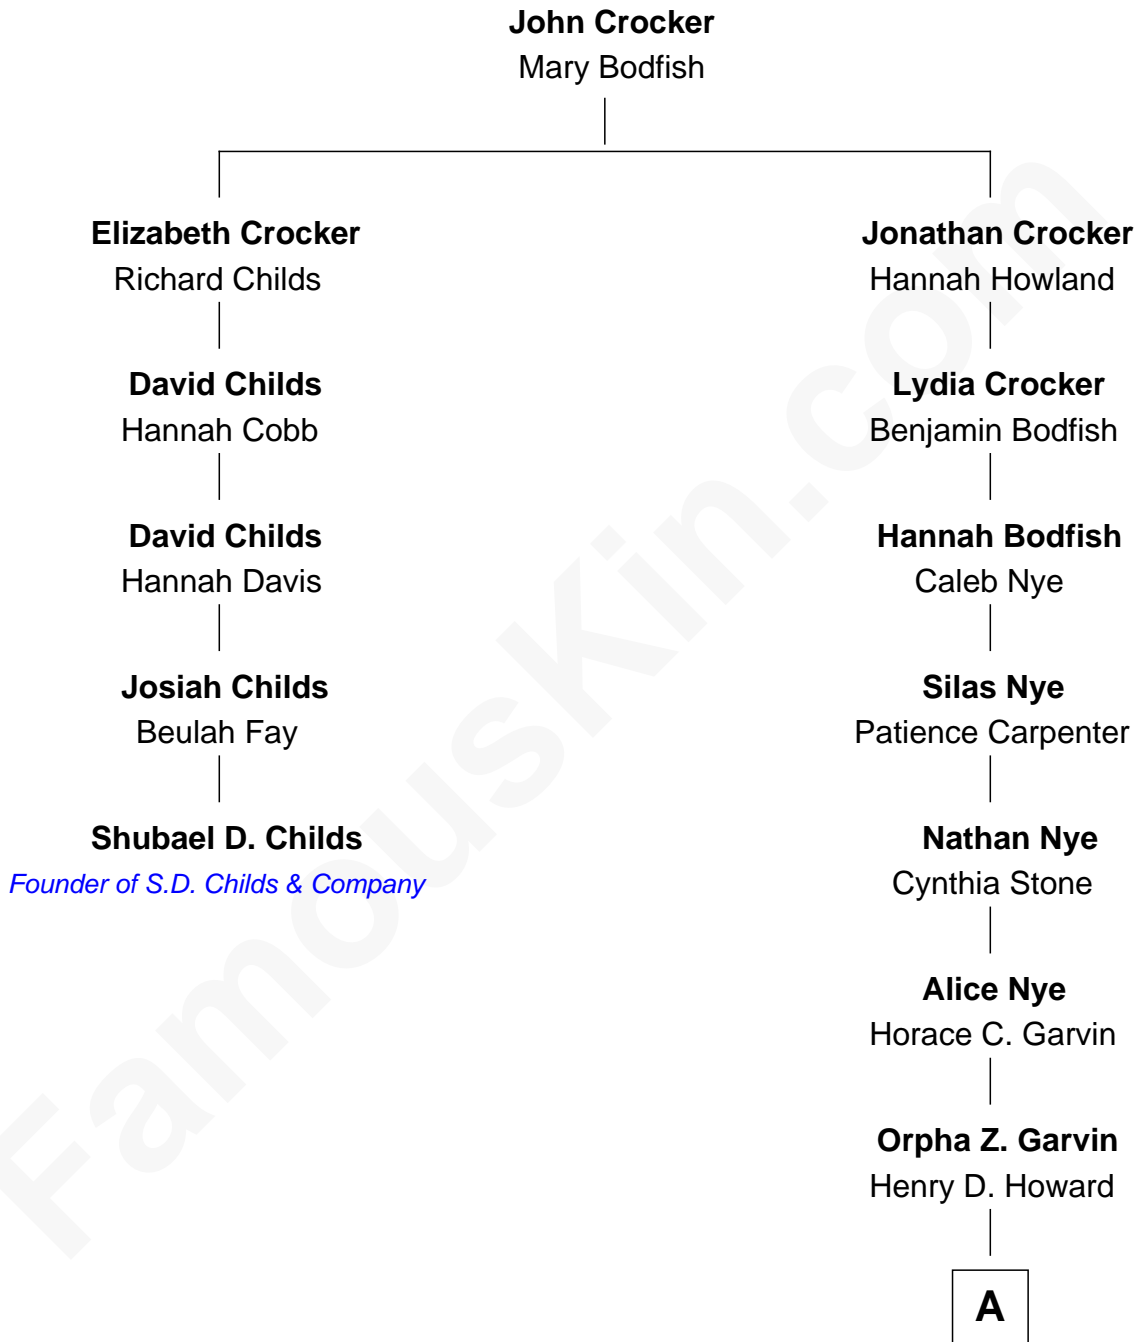 John Crocker
Mary Bodfish
Elizabeth Crocker
Richard Childs
David Childs
Hannah Cobb
David Childs
Hannah Davis
Josiah Childs
Beulah Fay
Shubael D. Childs
Founder of S.D. Childs & Company
Jonathan Crocker
Hannah Howland
Lydia Crocker
Benjamin Bodfish
Hannah Bodfish
Caleb Nye
Silas Nye
Patience Carpenter
Nathan Nye
Cynthia Stone
Alice Nye
Horace C. Garvin
Orpha Z. Garvin
Henry D. Howard
A
FamousKin.com